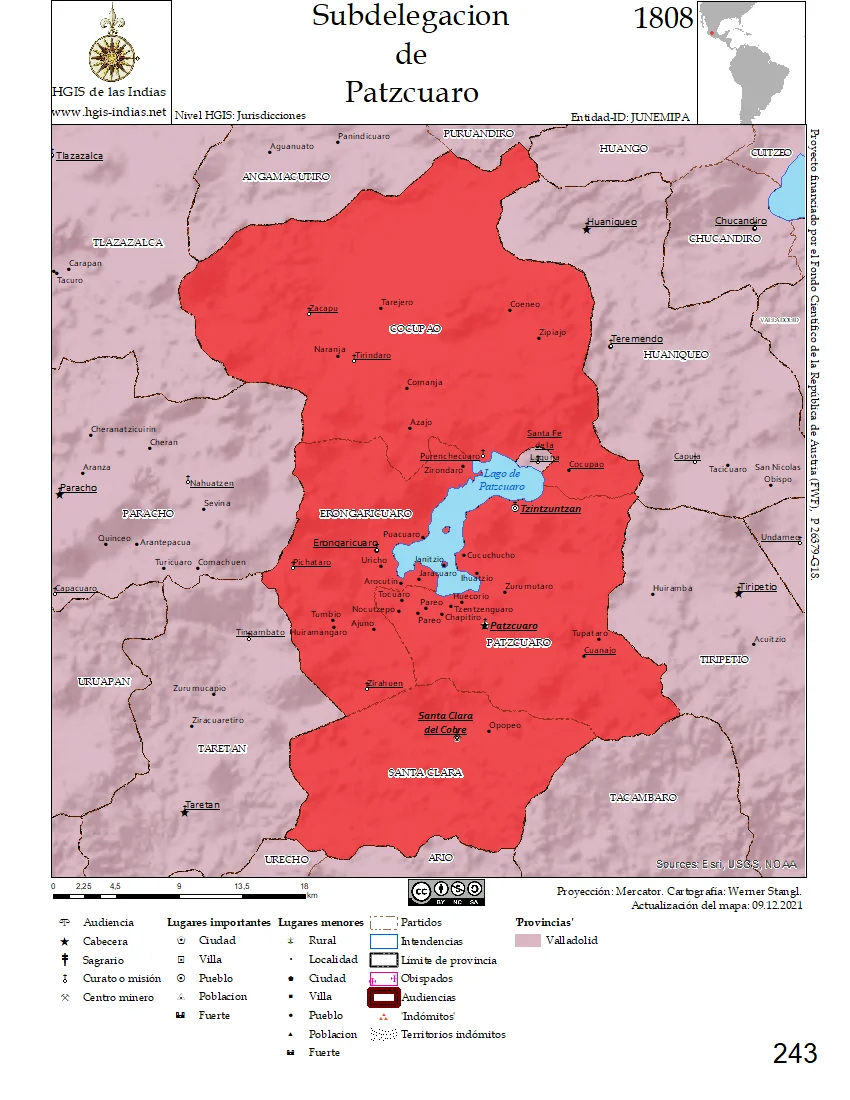 Subdelegacion
de
Patzcuaro
1808
HGIS de las Indias
www.hgis-indias.net
Nivel HGIS: Jurisdicciones
Entidad-ID: JUNEMIPA
Proyecto financiado por el Fondo Científico de la República de Austria (FWF), P 26379-G18.
Tlazazalca
Aguanuato
Panindicuaro
PURUANDIRO
HUANGO
CUITZEO
ANGAMACUTIRO
TLAZAZALCA
Huaniqueo
Chucandiro
CHUCANDIRO
Carapan
Tacuro
Zacapu
Tarejero
Coeneo
COCUPAO
Zipiajo
VALLADOLID
Teremendo
HUANIQUEO
Naranja
Tirindaro
Comanja
Azajo
Cheranatzicuirin
Cheran
Santa Fe
de la
Laguna
Purenchecuaro
Zirondaro
Cocupao
Capula
Tacicuaro
San Nicolas
Obispo
Aranza
Paracho
Nahuatzen
Sevina
Lago de
Patzcuaro
Tzintzuntzan
PARACHO
ERONGARICUARO
Quinceo
Arantepacua
Puacuaro
Erongaricuaro
Undameo
Turicuaro
Comachuen
Pichataro
Uricho
Janitzio
Cucuchucho
Jaracuaro
Ihuatzio
Capacuaro
Arocutin
Zurumutaro
Huiramba
Tiripetio
Tocuaro
Huecorio
Nocutzepo
Pareo
Tzentzenguaro
Tumbio
Ajuno
Pareo
Chapitiro
Patzcuaro
Tingambato
Huiramangaro
PATZCUARO
Tupataro
Cuanajo
Acuitzio
TIRIPETIO
URUAPAN
Zurumucapio
Zirahuen
Ziracuaretiro
Santa Clara
del Cobre
Opopeo
TARETAN
SANTA CLARA
TACAMBARO
Taretan
URECHO
ARIO
Sources: Esri, USGS, NOAA
0 2,25 4,5 9 13,5 18
km
cc BY NC SA
Proyección: Mercator. Cartografía: Werner Stangl.
Actualización del mapa: 09.12.2021
Audiencia
Cabecera
Sagrario
Curato o misión
Centro minero
Lugares importantes
Ciudad
Villa
Pueblo
Poblacion
Fuerte
Lugares menores
Rural
Localidad
Ciudad
Villa
Pueblo
Poblacion
Fuerte
Partidos
Intendencias
Límite de provincia
Obispados
Audiencias
'Indómitos'
Territorios indómitos
'Provincias'
Valladolid
243